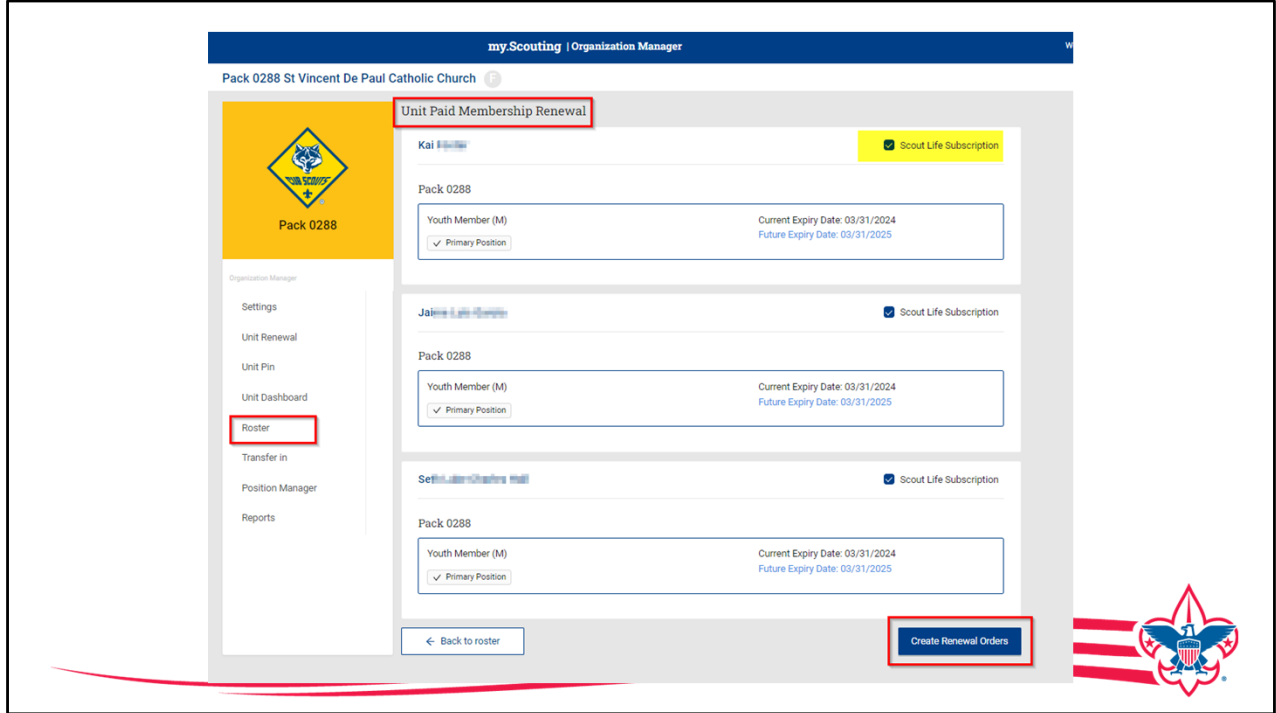 my.Scouting | Organization Manager
W
Pack 0288 St Vincent De Paul Catholic Church F
CUB SCOUTS
Pack 0288
Organization Manager
Settings
Unit Renewal
Unit Pin
Unit Dashboard
Roster
Transfer in
Position Manager
Reports
Unit Paid Membership Renewal
Kai
Scout Life Subscription
Pack 0288
Youth Member (M)
Primary Position
Current Expiry Date: 03/31/2024
Future Expiry Date: 03/31/2025
Scout Life Subscription
Pack 0288
Youth Member (M)
Primary Position
Current Expiry Date: 03/31/2024
Future Expiry Date: 03/31/2025
Scout Life Subscription
Pack 0288
Youth Member (M)
Primary Position
Current Expiry Date: 03/31/2024
Future Expiry Date: 03/31/2025
← Back to roster
Create Renewal Orders